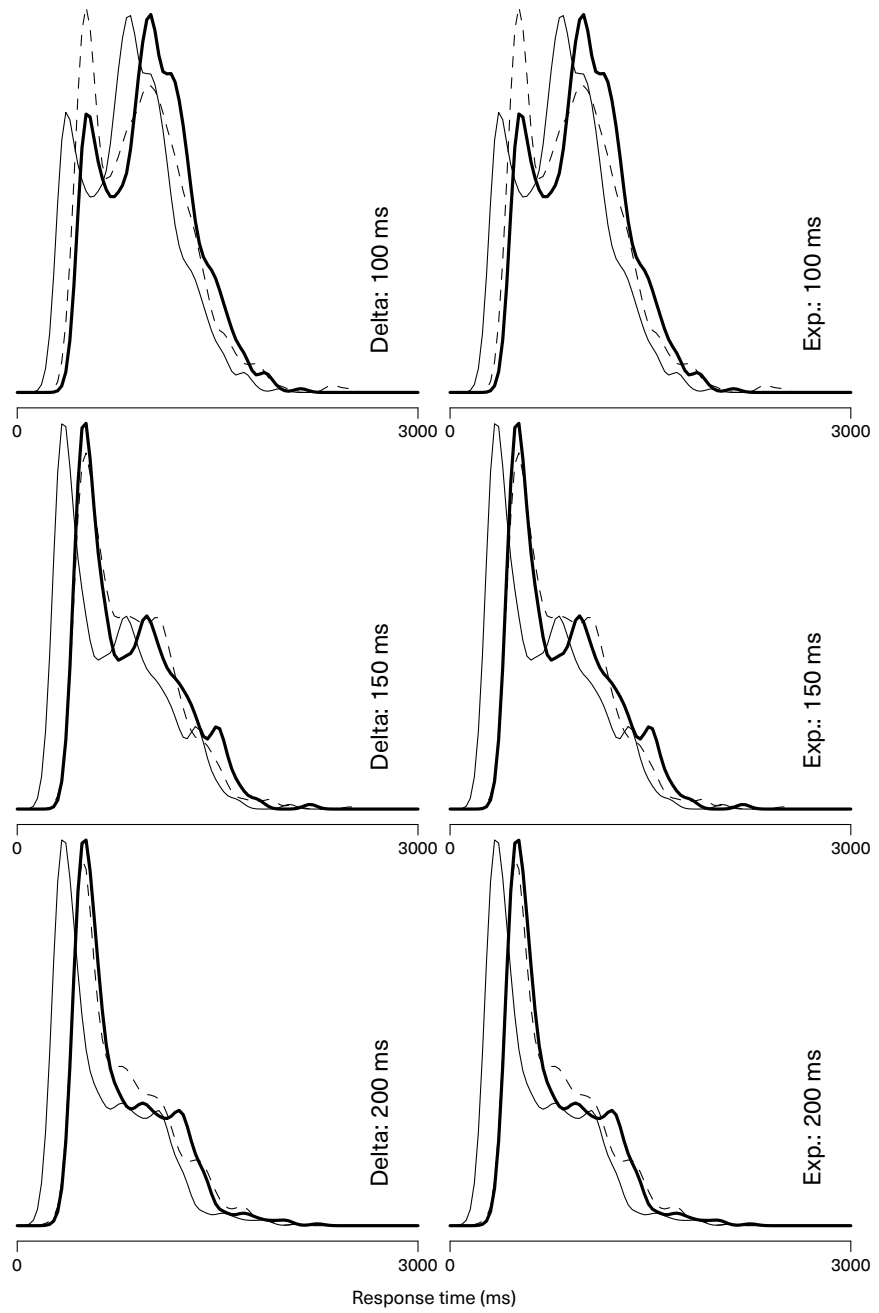 Delta: 100 ms
Exp.: 100 ms
0 3000 0 3000
Delta: 150 ms
Exp.: 150 ms
0 3000 0 3000
Delta: 200 ms
Exp.: 200 ms
0 3000 0 3000
Response time (ms)